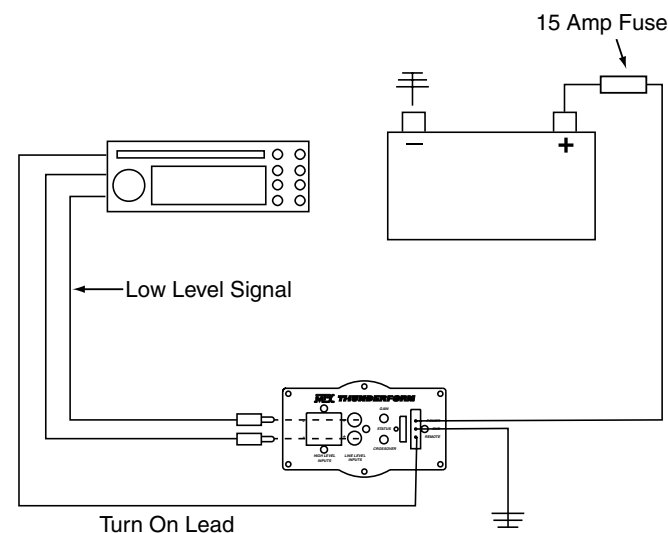 15 Amp Fuse
Low Level Signal
MTX THUNDERFORM
GAIN
STATUS
CROSSOVER
HIGH LEVEL
INPUTS
LINE LEVEL
INPUTS
REMOTE
Turn On Lead